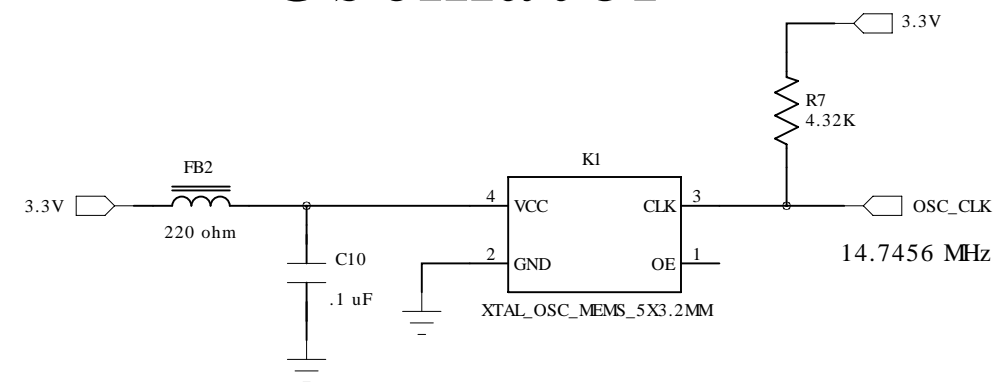 3.3V
R7
4.32K
K1
FB2
3.3V
220 ohm
4 VCC CLK 3
OSC_CLK
14.7456 MHz
2 GND OE 1
C10
.1 uF
XTAL_OSC_MEMS_5X3.2MM